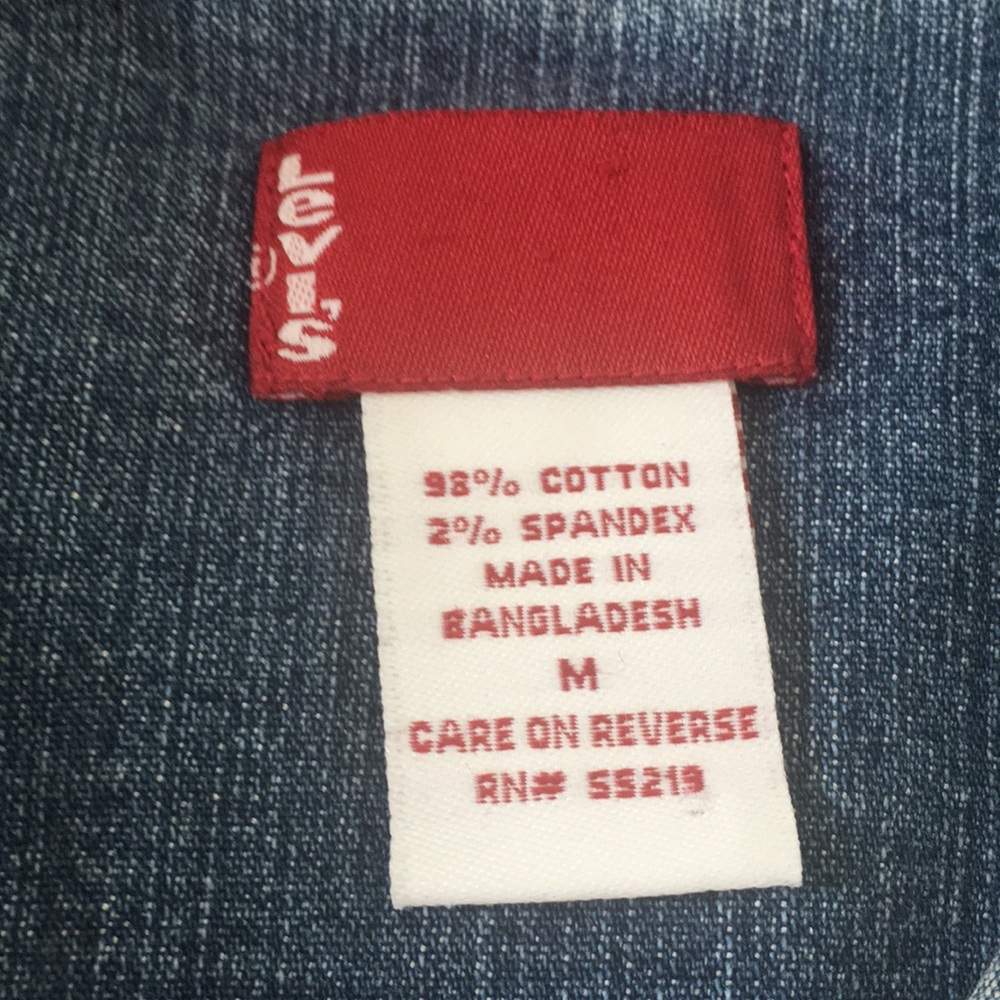 Levi's
®
98% COTTON
2% SPANDEX
MADE IN
BANGLADESH
M
CARE ON REVERSE
RN# 55219